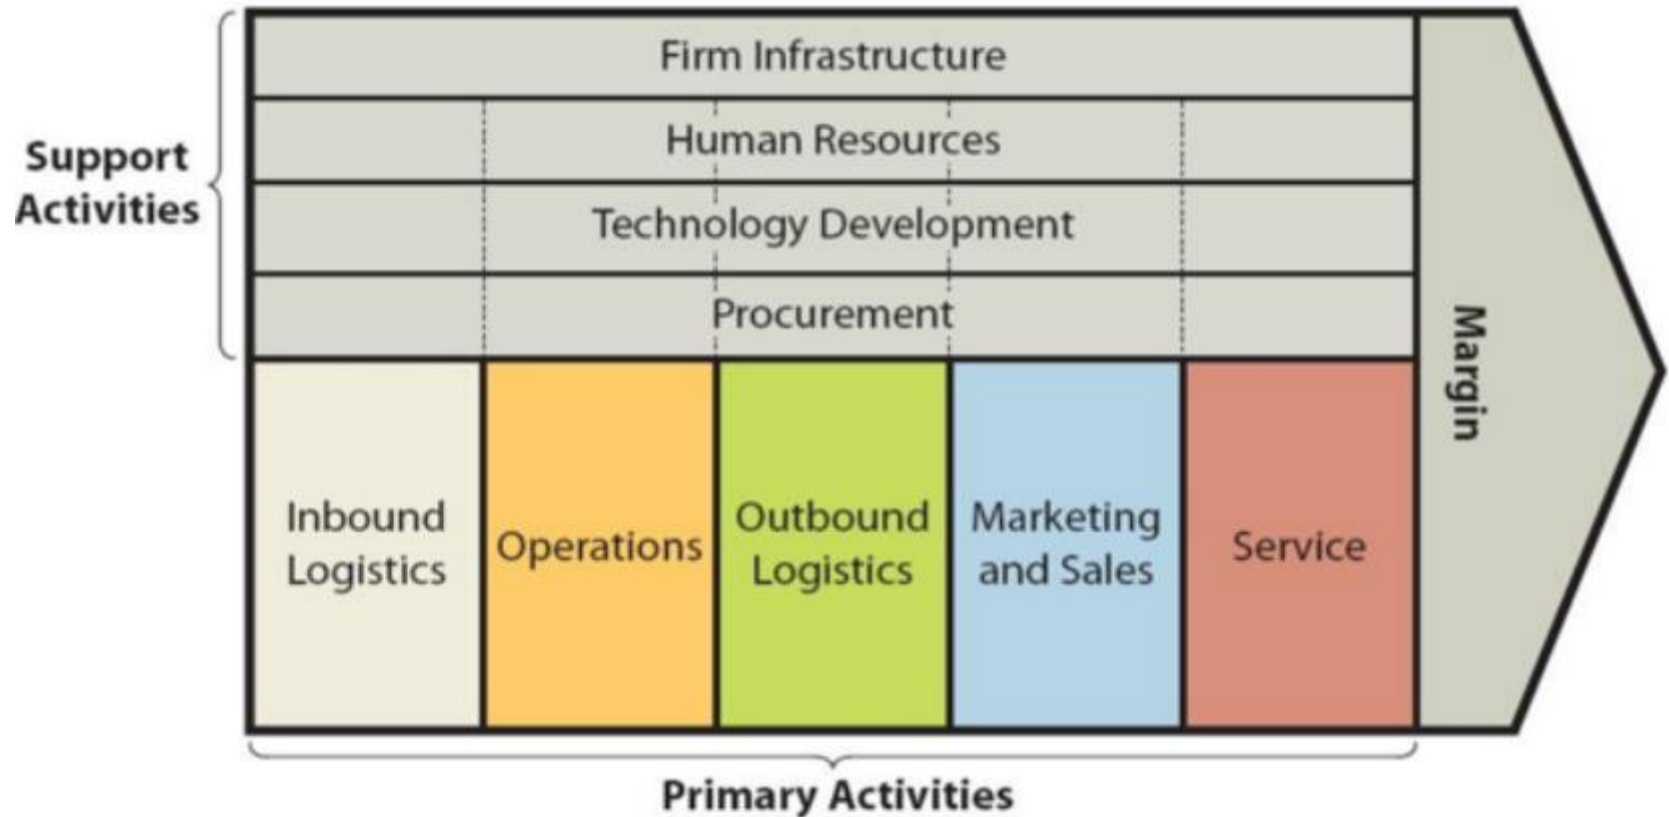 Firm Infrastructure
Human Resources
Technology Development
Procurement
Support
Activities
Inbound
Logistics
Operations
Outbound
Logistics
Marketing
and Sales
Service
Margin
Primary Activities